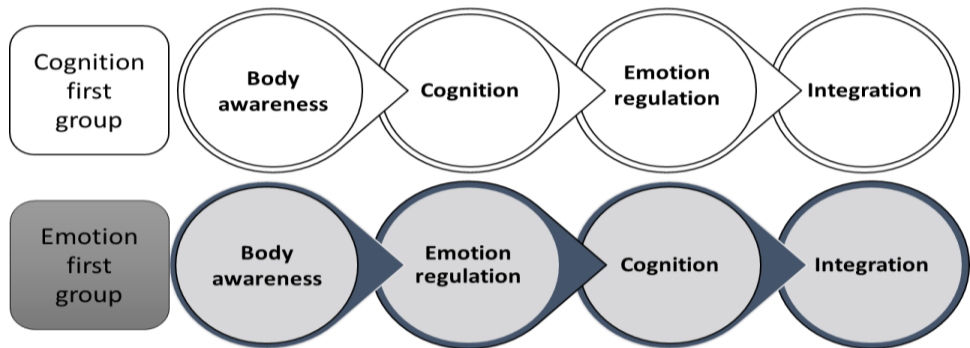 Cognition
first
group
Body
awareness
Cognition
Emotion
regulation
Integration
Emotion
first
group
Body
awareness
Emotion
regulation
Cognition
Integration